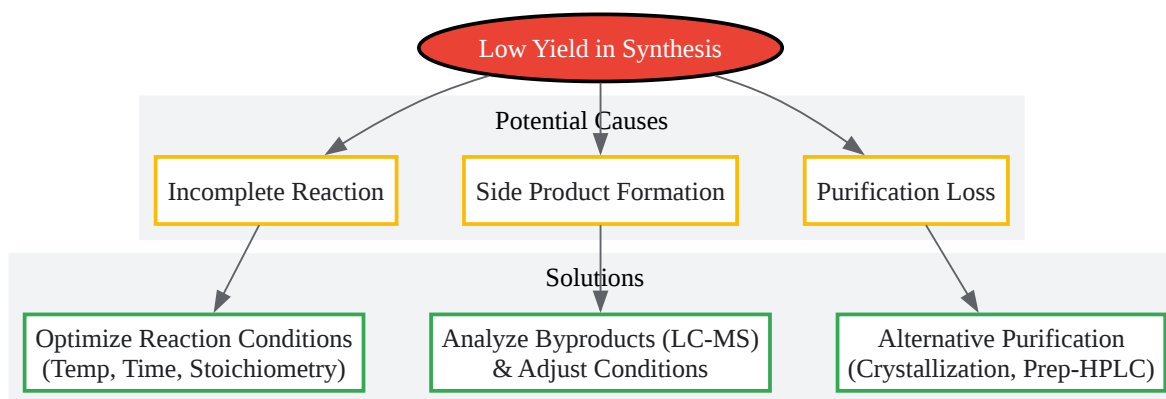 Low Yield in Synthesis
Potential Causes
Incomplete Reaction
Side Product Formation
Purification Loss
Solutions
Optimize Reaction Conditions
(Temp, Time, Stoichiometry)
Analyze Byproducts (LC-MS)
& Adjust Conditions
Alternative Purification
(Crystallization, Prep-HPLC)